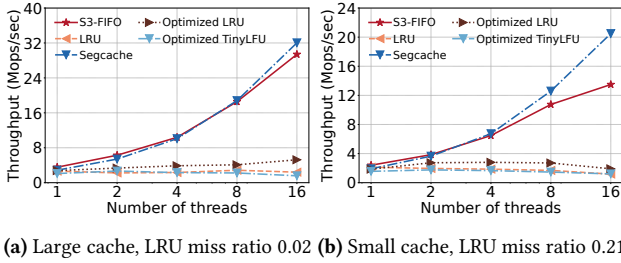 S3-FIFO
LRU
Segcache
Optimized LRU
Optimized TinyLFU
Throughput (Mops/sec)
40
32
24
16
8
0
1 2 4 8 16
Number of threads
S3-FIFO
LRU
Segcache
Optimized LRU
Optimized TinyLFU
Throughput (Mops/sec)
24
20
16
12
8
4
0
1 2 4 8 16
Number of threads
(a) Large cache, LRU miss ratio 0.02 (b) Small cache, LRU miss ratio 0.21